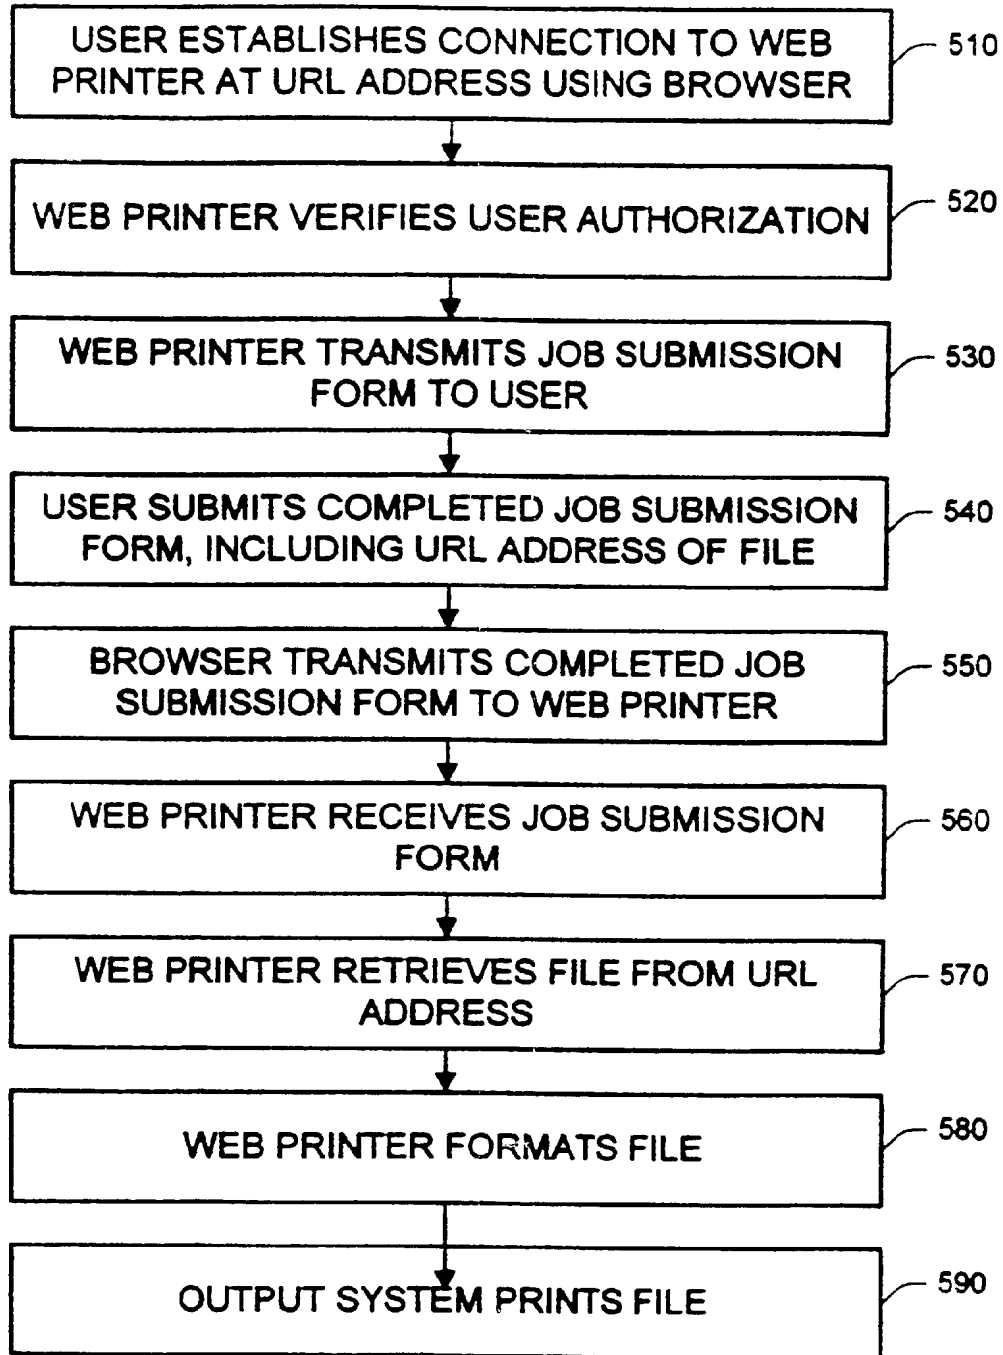 USER ESTABLISHES CONNECTION TO WEB
PRINTER AT URL ADDRESS USING BROWSER
510
WEB PRINTER VERIFIES USER AUTHORIZATION
520
WEB PRINTER TRANSMITS JOB SUBMISSION
FORM TO USER
530
USER SUBMITS COMPLETED JOB SUBMISSION
FORM, INCLUDING URL ADDRESS OF FILE
540
BROWSER TRANSMITS COMPLETED JOB
SUBMISSION FORM TO WEB PRINTER
550
WEB PRINTER RECEIVES JOB SUBMISSION
FORM
560
WEB PRINTER RETRIEVES FILE FROM URL
ADDRESS
570
WEB PRINTER FORMATS FILE
580
OUTPUT SYSTEM PRINTS FILE
590